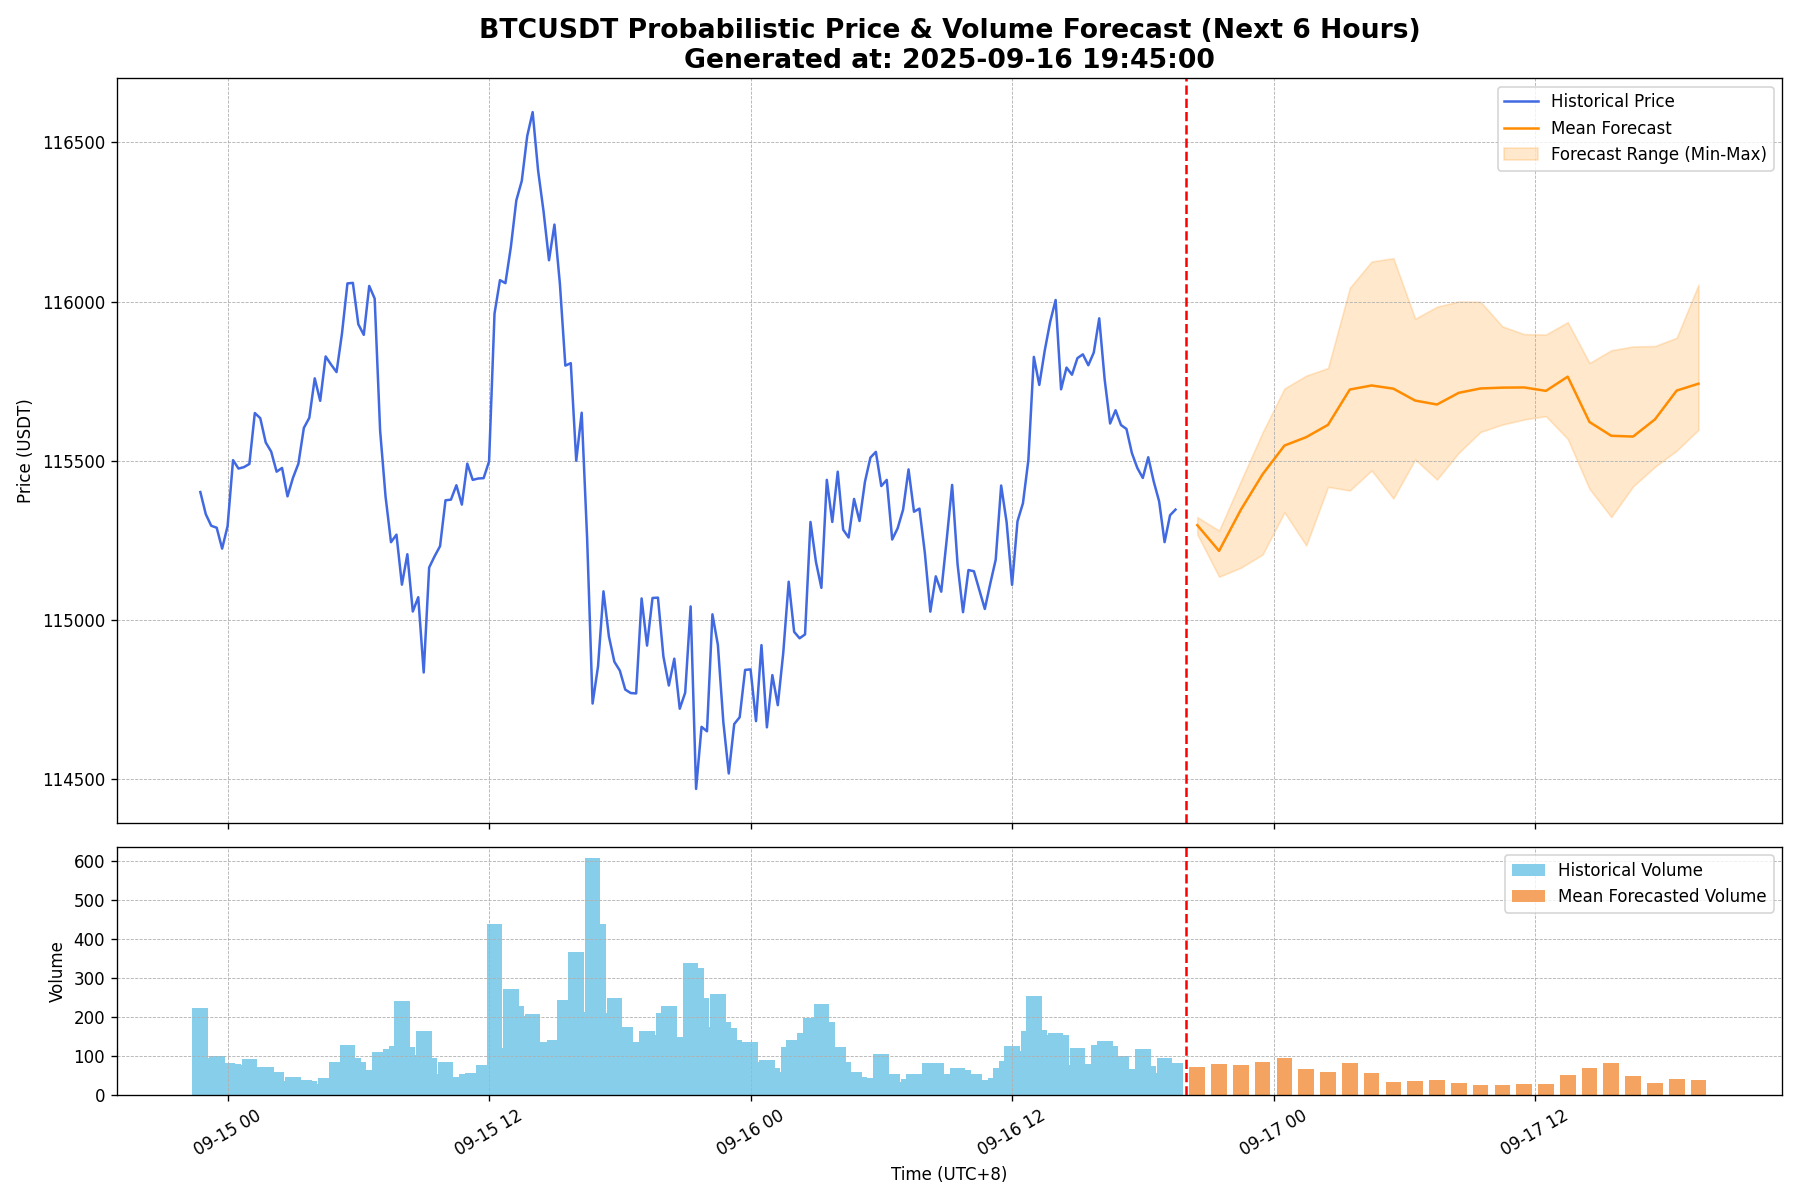 BTCUSDT Probabilistic Price & Volume Forecast (Next 6 Hours)
Generated at: 2025-09-16 19:45:00
Historical Price
Mean Forecast
Forecast Range (Min-Max)
Price (USDT)
116500
116000
115500
115000
114500
Historical Volume
Mean Forecasted Volume
Volume
600
500
400
300
200
100
0
09-15 00
09-15 12
09-16 00
09-16 12
09-17 00
09-17 12
Time (UTC+8)